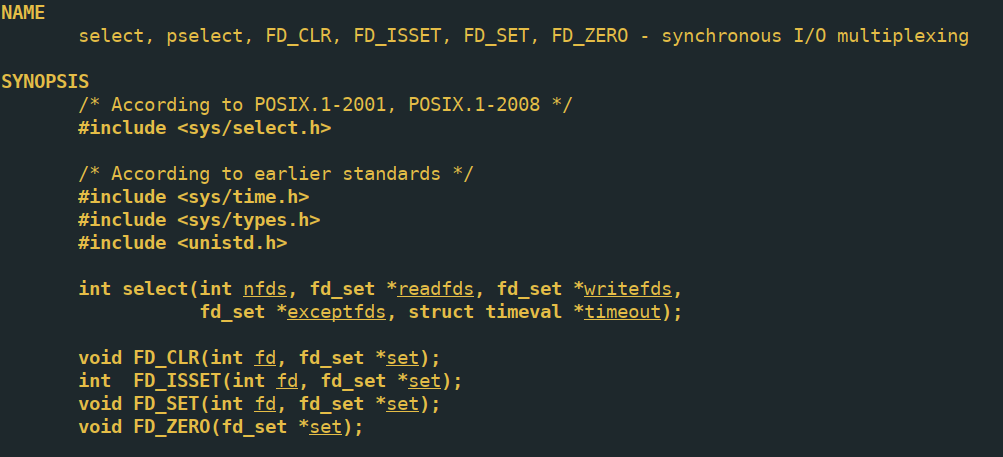 NAME
select, pselect, FD_CLR, FD_ISSET, FD_SET, FD_ZERO - synchronous I/O multiplexing
SYNOPSIS
/* According to POSIX.1-2001, POSIX.1-2008 */
#include <sys/select.h>
/* According to earlier standards */
#include <sys/time.h>
#include <sys/types.h>
#include <unistd.h>
int select(int nfds, fd_set *readfds, fd_set *writefds,
fd_set *exceptfds, struct timeval *timeout);
void FD_CLR(int fd, fd_set *set);
int  FD_ISSET(int fd, fd_set *set);
void FD_SET(int fd, fd_set *set);
void FD_ZERO(fd_set *set);